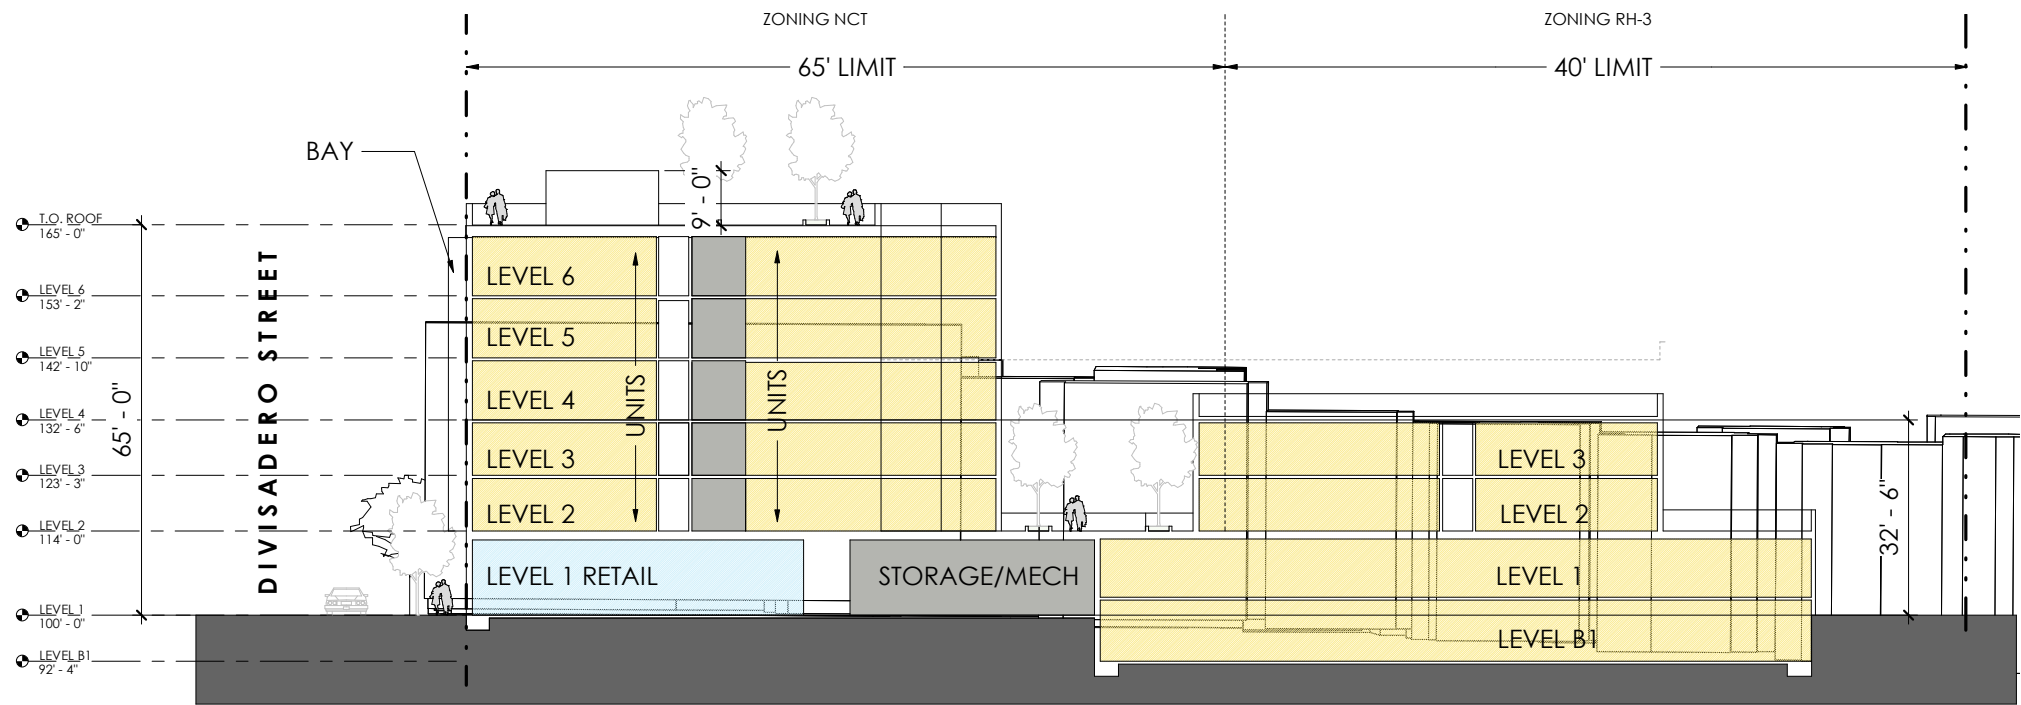 ZONING NCT
ZONING RH-3
65' LIMIT
40' LIMIT
BAY
9' - 0"
T.O. ROOF
165' - 0"
LEVEL 6
153' - 2"
LEVEL 5
142' - 10"
LEVEL 4
132' - 6"
LEVEL 3
123' - 3"
LEVEL 2
114' - 0"
LEVEL 1
100' - 0"
LEVEL B1
92' - 4"
65' - 0"
DIVISADERO STREET
LEVEL 6
LEVEL 5
LEVEL 4
LEVEL 3
LEVEL 2
LEVEL 1 RETAIL
UNITS
UNITS
STORAGE/MECH
LEVEL 3
LEVEL 2
LEVEL 1
LEVEL B1
32' - 6"